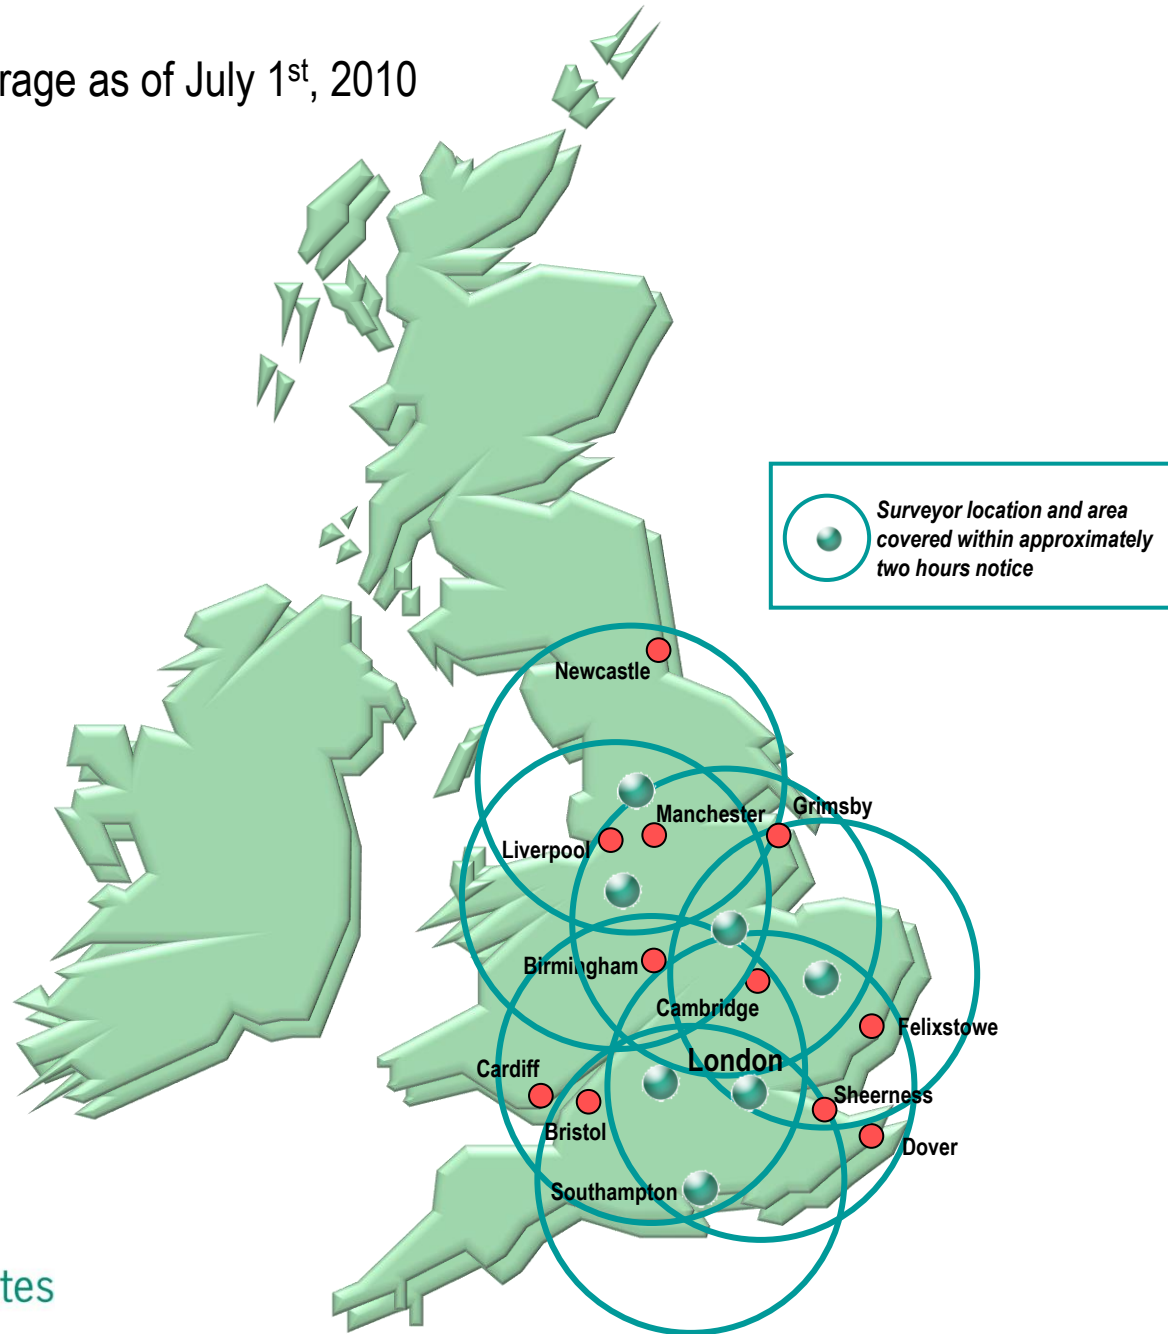 rage as of July 1st, 2010
Surveyor location and area
covered within approximately
two hours notice
Newcastle
Grimsby
Manchester
Liverpool
Birmingham
Cambridge
Felixstowe
London
Cardiff
Sheerness
Bristol
Dover
Southampton
tes